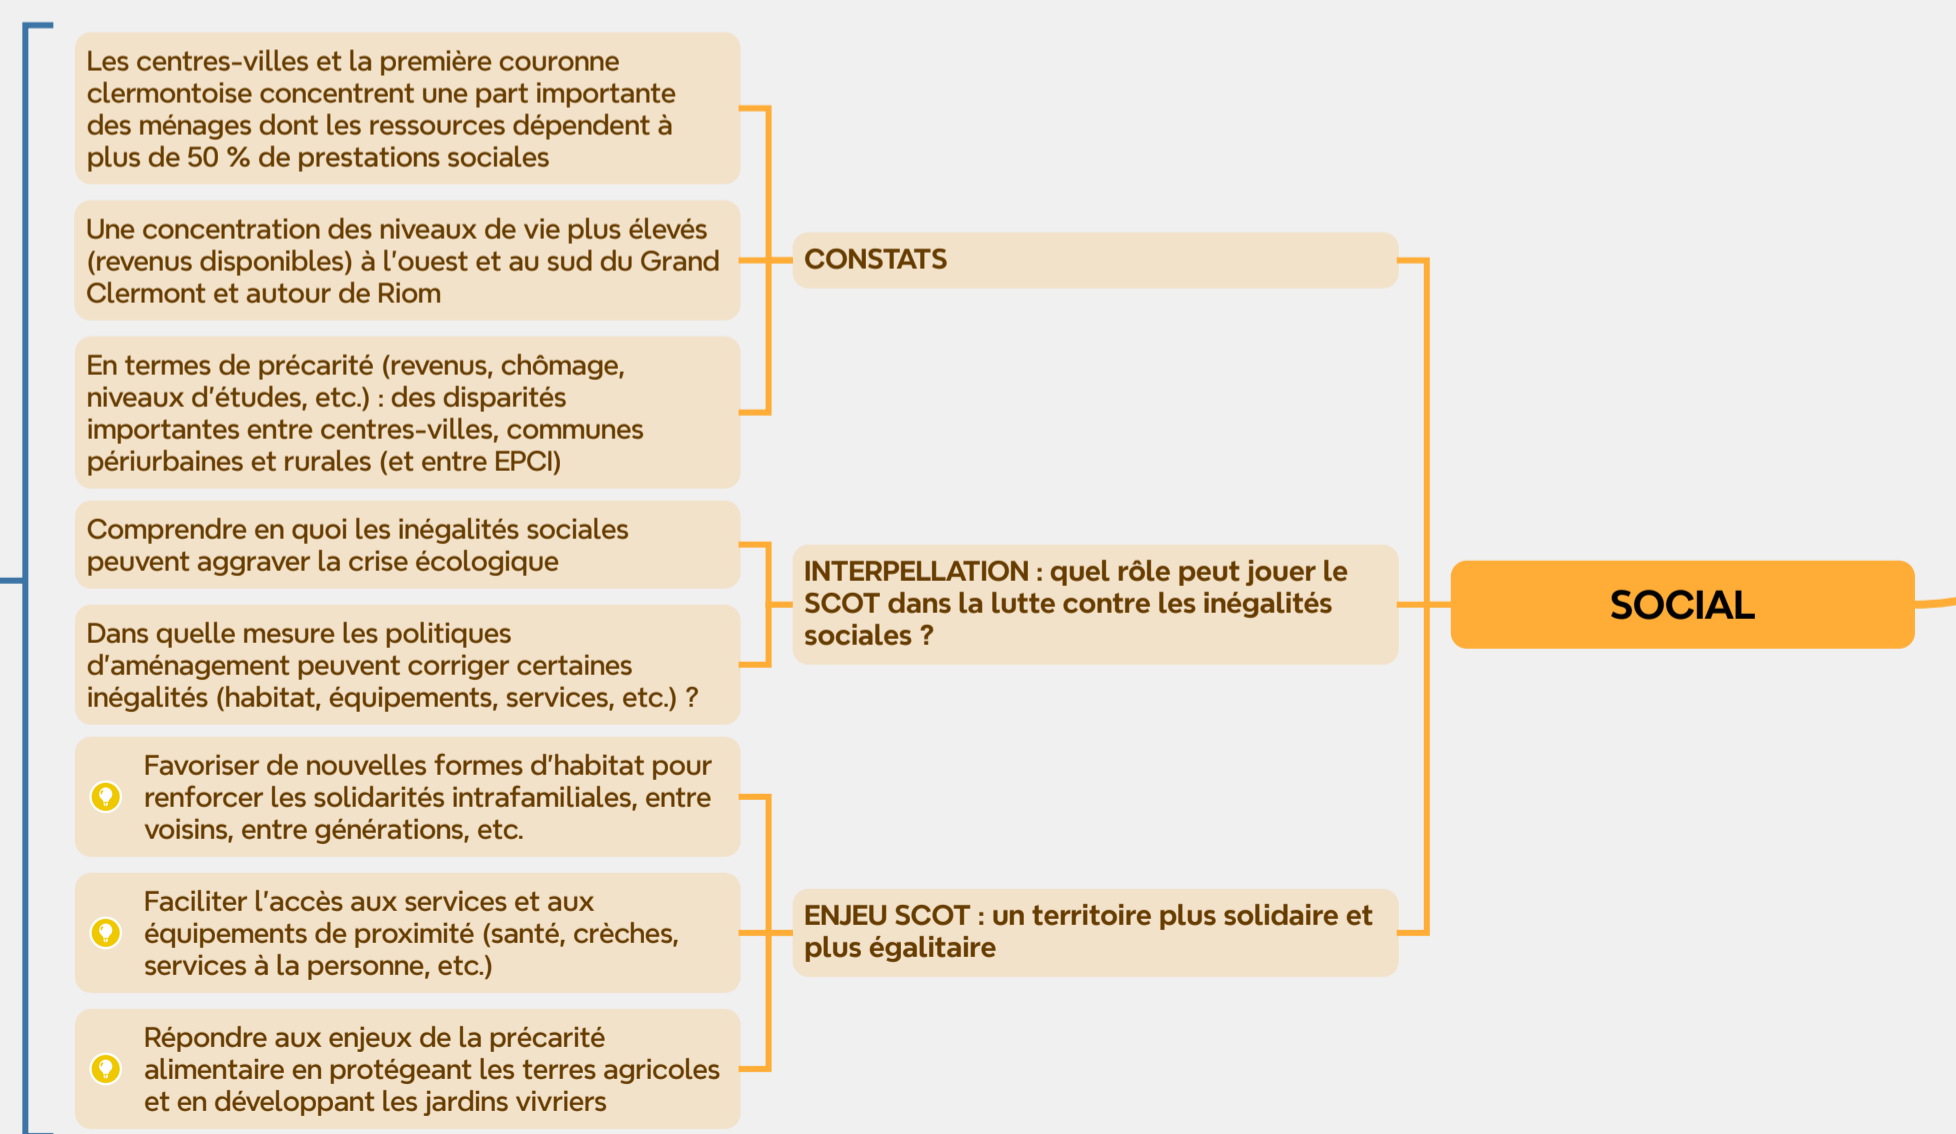 Les centres-villes et la première couronne
clermontoise concentrent une part importante
des ménages dont les ressources dépendent à
plus de 50 % de prestations sociales
Une concentration des niveaux de vie plus élevés
(revenus disponibles) à l'ouest et au sud du Grand
Clermont et autour de Riom
En termes de précarité (revenus, chômage,
niveaux d'études, etc.) : des disparités
importantes entre centres-villes, communes
périurbaines et rurales (et entre EPCI)
CONSTATS
Comprendre en quoi les inégalités sociales
peuvent aggraver la crise écologique
Dans quelle mesure les politiques
d'aménagement peuvent corriger certaines
inégalités (habitat, équipements, services, etc.) ?
INTERPELLATION : quel rôle peut jouer le
SCOT dans la lutte contre les inégalités
sociales ?
SOCIAL
Favoriser de nouvelles formes d'habitat pour
renforcer les solidarités intrafamiliales, entre
voisins, entre générations, etc.
Faciliter l'accès aux services et aux
équipements de proximité (santé, crèches,
services à la personne, etc.)
Répondre aux enjeux de la précarité
alimentaire en protégeant les terres agricoles
et en développant les jardins vivriers
ENJEU SCOT : un territoire plus solidaire et
plus égalitaire